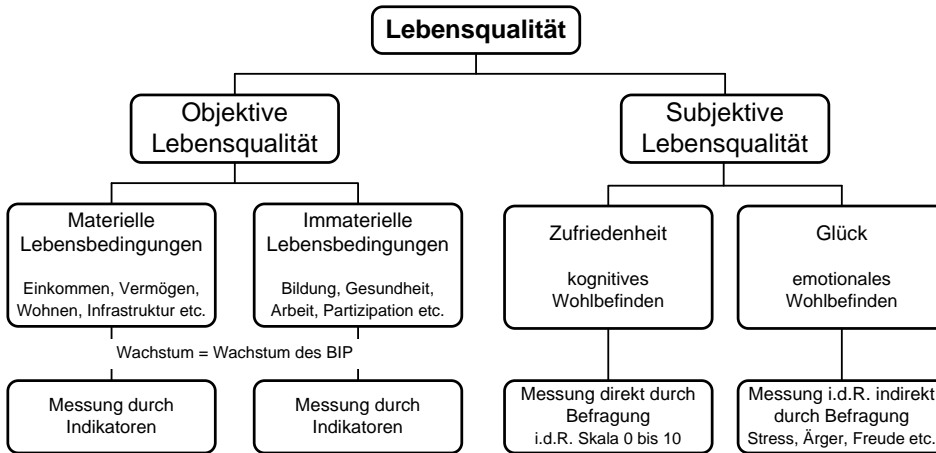 Lebensqualität
Objektive
Lebensqualität
Subjektive
Lebensqualität
Materielle
Lebensbedingungen
Einkommen, Vermögen,
Wohnen, Infrastruktur etc.
Immaterielle
Lebensbedingungen
Bildung, Gesundheit,
Arbeit, Partizipation etc.
Zufriedenheit
kognitives
Wohlbefinden
Glück
emotionales
Wohlbefinden
Wachstum = Wachstum des BIP
Messung durch
Indikatoren
Messung durch
Indikatoren
Messung direkt durch
Befragung
i.d.R. Skala 0 bis 10
Messung i.d.R. indirekt
durch Befragung
Stress, Ärger, Freude etc.